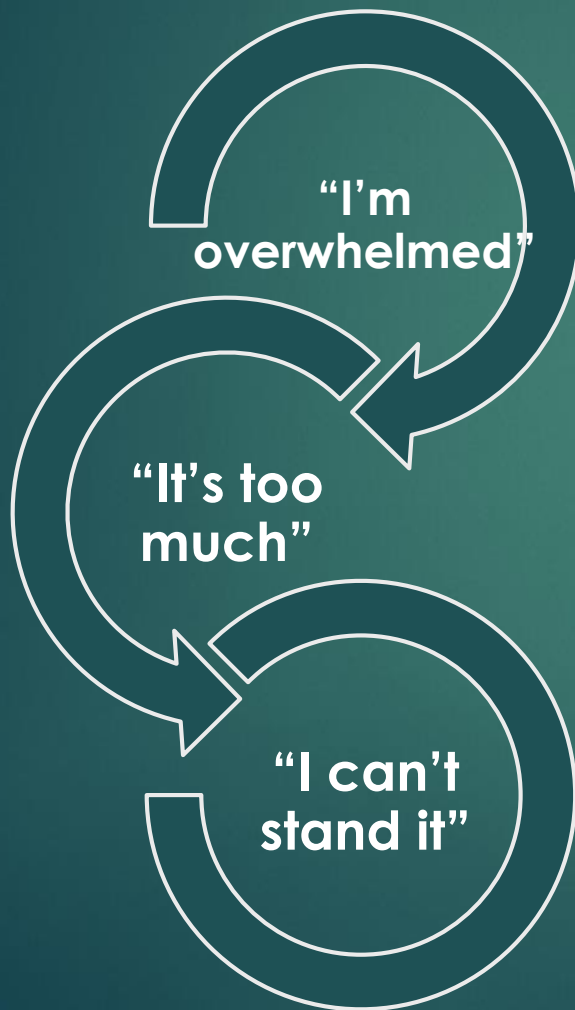 “I’m
overwhelmed”
“It’s too
much”
“I can’t
stand it”